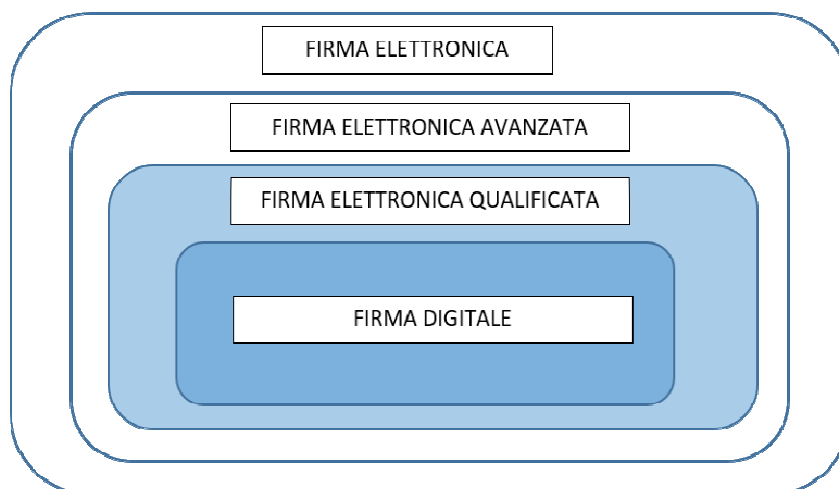 FIRMA ELETTRONICA
FIRMA ELETTRONICA AVANZATA
FIRMA ELETTRONICA QUALIFICATA
FIRMA DIGITALE